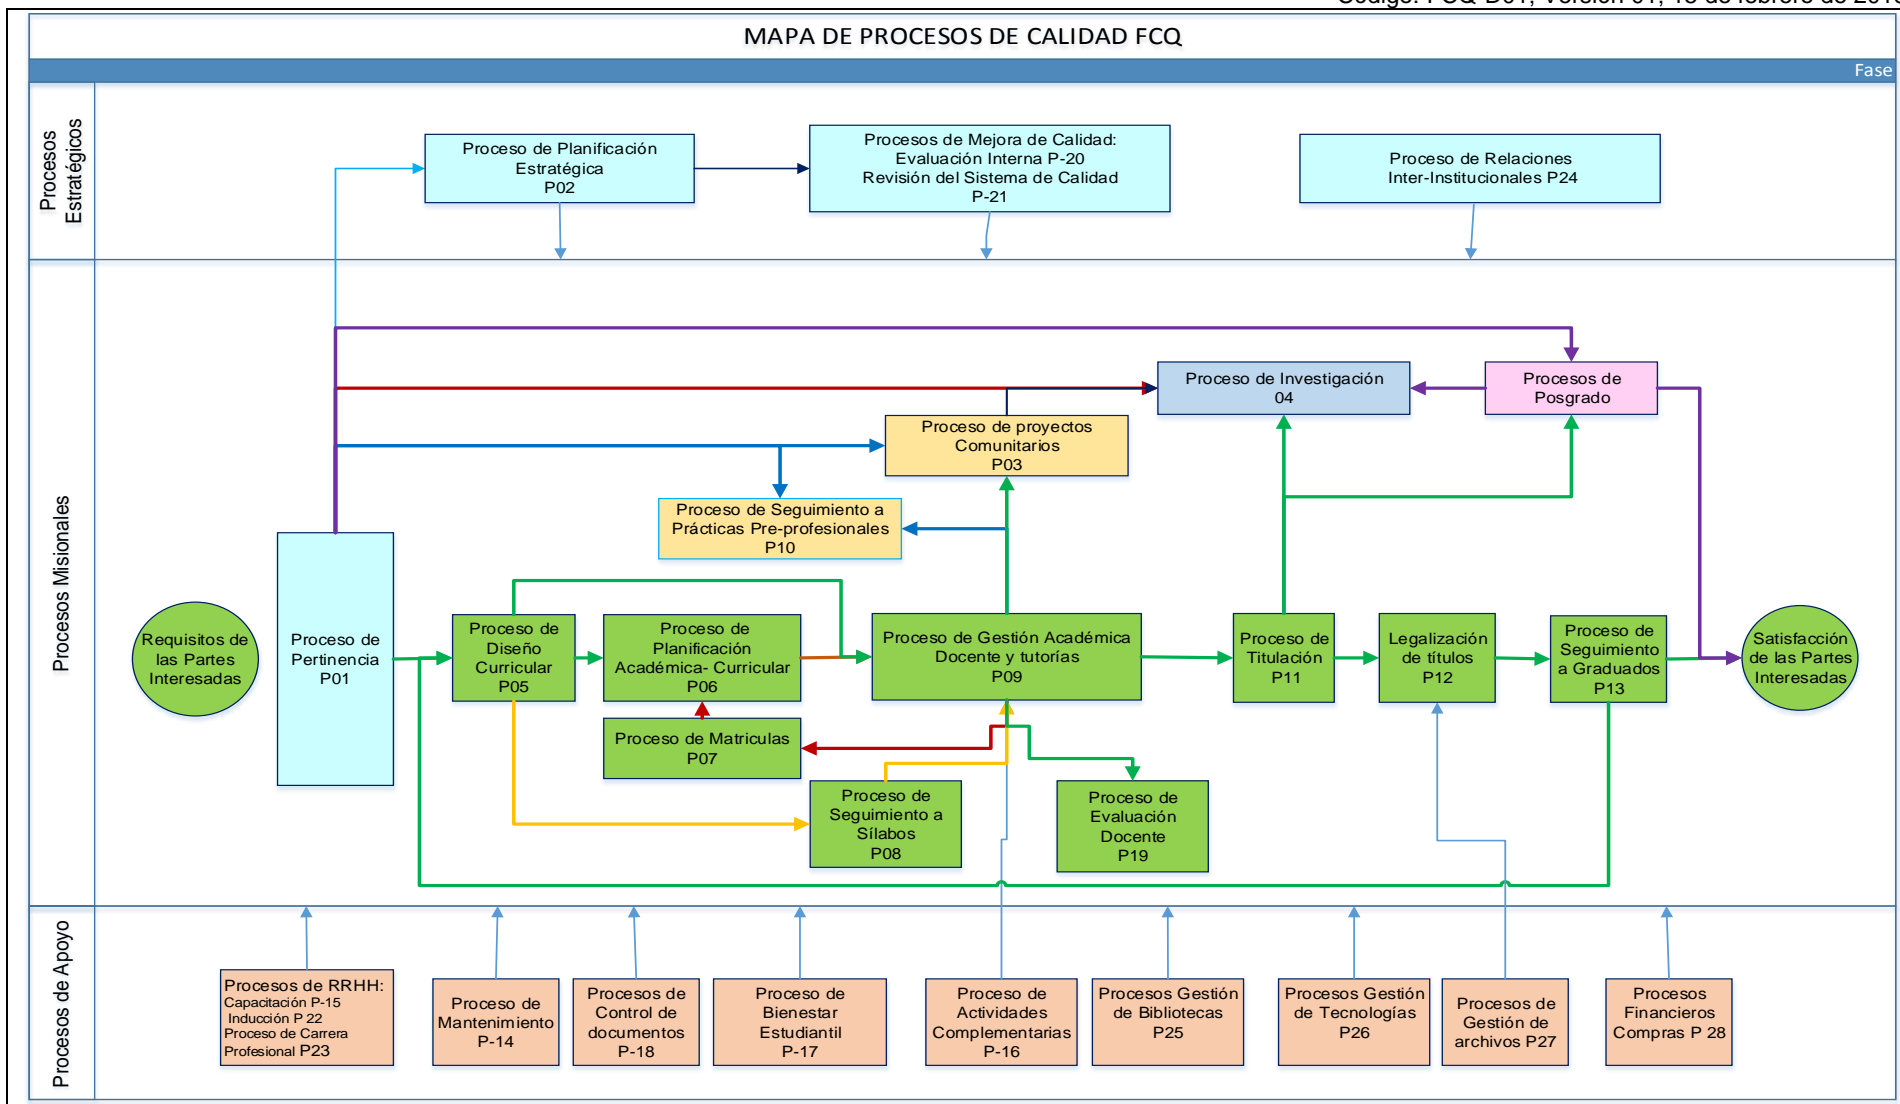 MAPA DE PROCESOS DE CALIDAD FCQ
Fase
Procesos
Estratégicos
Proceso de Planificación
Estratégica
P02
Procesos de Mejora de Calidad:
Evaluación Interna P-20
Revisión del Sistema de Calidad
P-21
Proceso de Relaciones
Inter-Institucionales P24
Procesos Misionales
Proceso de Investigación
04
Procesos de
Posgrado
Proceso de proyectos
Comunitarios
P03
Proceso de Seguimiento a
Prácticas Pre-profesionales
P10
Requisitos de
las Partes
Interesadas
Proceso de
Pertinencia
P01
Proceso de
Diseño
Curricular
P05
Proceso de
Planificación
Académica- Curricular
P06
Proceso de Gestión Académica
Docente y tutorías
P09
Proceso de
Titulación
P11
Legalización
de títulos
P12
Proceso de
Seguimiento
a Graduados
P13
Satisfacción
de las Partes
Interesadas
Proceso de Matriculas
P07
Proceso de
Seguimiento a
Sílabos
P08
Proceso de
Evaluación
Docente
P19
Procesos de Apoyo
Procesos de RRHH:
Capacitación P-15
Inducción P 22
Proceso de Carrera
Profesional P23
Proceso de
Mantenimiento
P-14
Procesos de
Control de
documentos
P-18
Proceso de
Bienestar
Estudiantil
P-17
Proceso de
Actividades
Complementarias
P-16
Procesos Gestión
de Bibliotecas
P25
Procesos Gestión
de Tecnologías
P26
Procesos de
Gestión de
archivos P27
Procesos
Financieros
Compras P 28